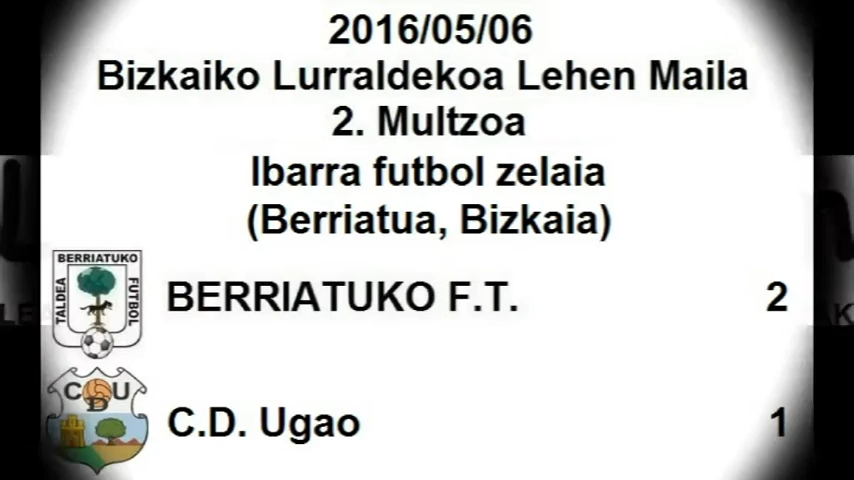 2016/05/06
Bizkaiko Lurraldekoa Lehen Maila
2. Multzoa
Ibarra futbol zelaia
(Berriatua, Bizkaia)
BERRIATUKO
TALDEA
FUTBOL
BERRIATUKO F.T.
2
C D U
C.D. Ugao
1